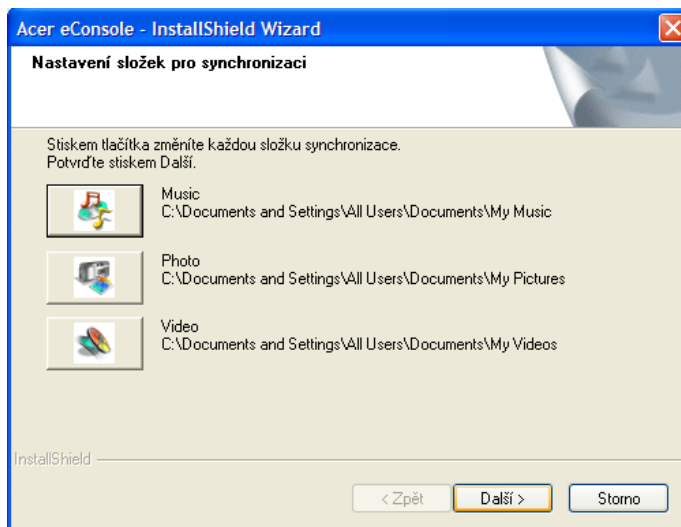 Acer eConsole - InstallShield Wizard
Nastavení složek pro synchronizaci
Stiskem tlačítka změníte každou složku synchronizace.
Potvrďte stiskem Další.
Music
C:\Documents and Settings\All Users\Documents\My Music
Photo
C:\Documents and Settings\All Users\Documents\My Pictures
Video
C:\Documents and Settings\All Users\Documents\My Videos
InstallShield
< Zpět
Další >
Storno